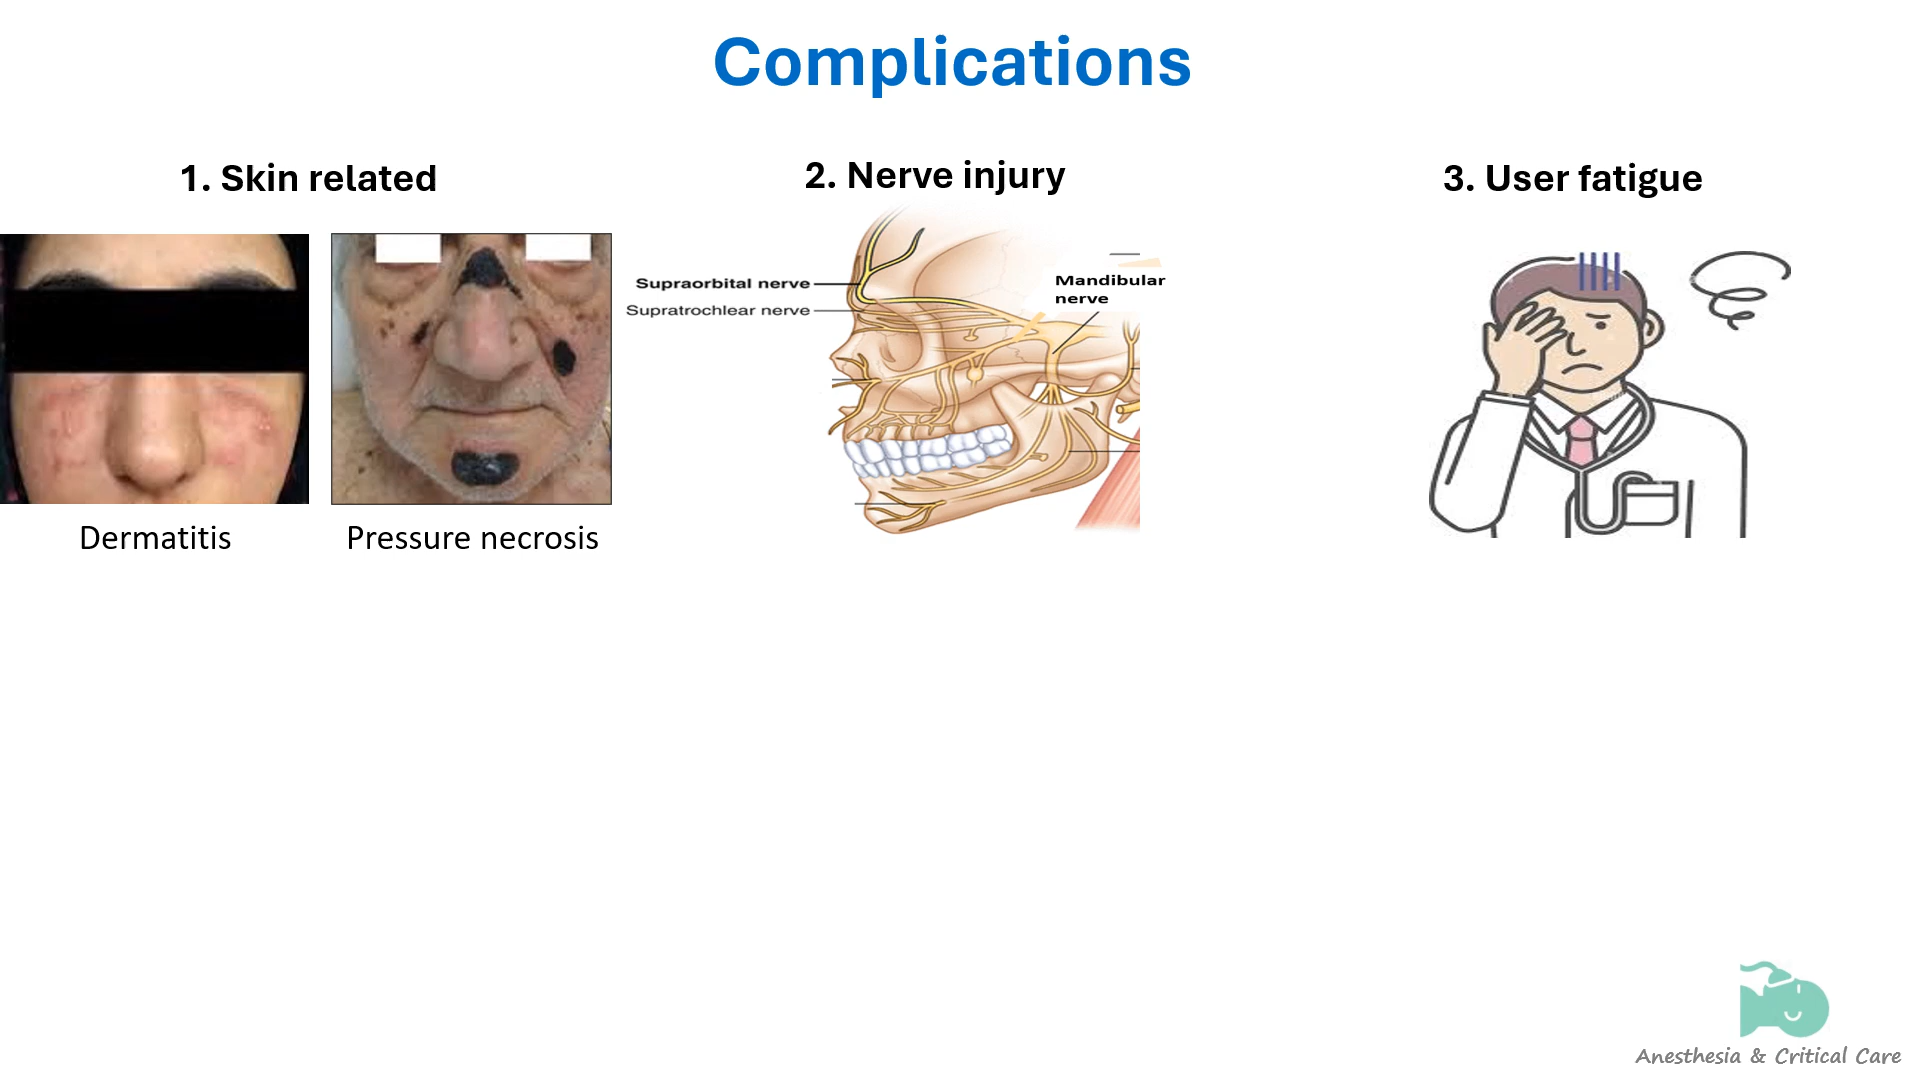 Complications
1. Skin related
2. Nerve injury
3. User fatigue
Supraorbital nerve
Supratrochlear nerve
Mandibular
nerve
Dermatitis
Pressure necrosis
Anesthesia & Critical Care